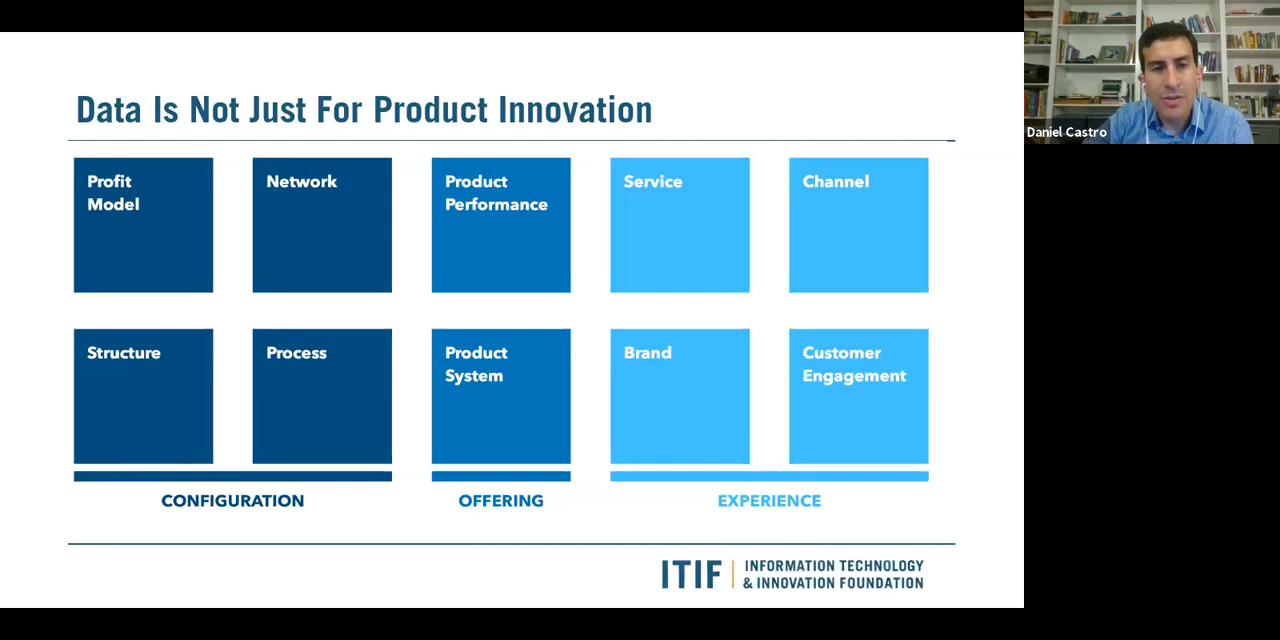 Data Is Not Just For Product Innovation
Profit
Model
Network
Product
Performance
Service
Channel
Structure
Process
Product
System
Brand
Customer
Engagement
CONFIGURATION
OFFERING
EXPERIENCE
ITIF
INFORMATION TECHNOLOGY
& INNOVATION FOUNDATION
Daniel Castro